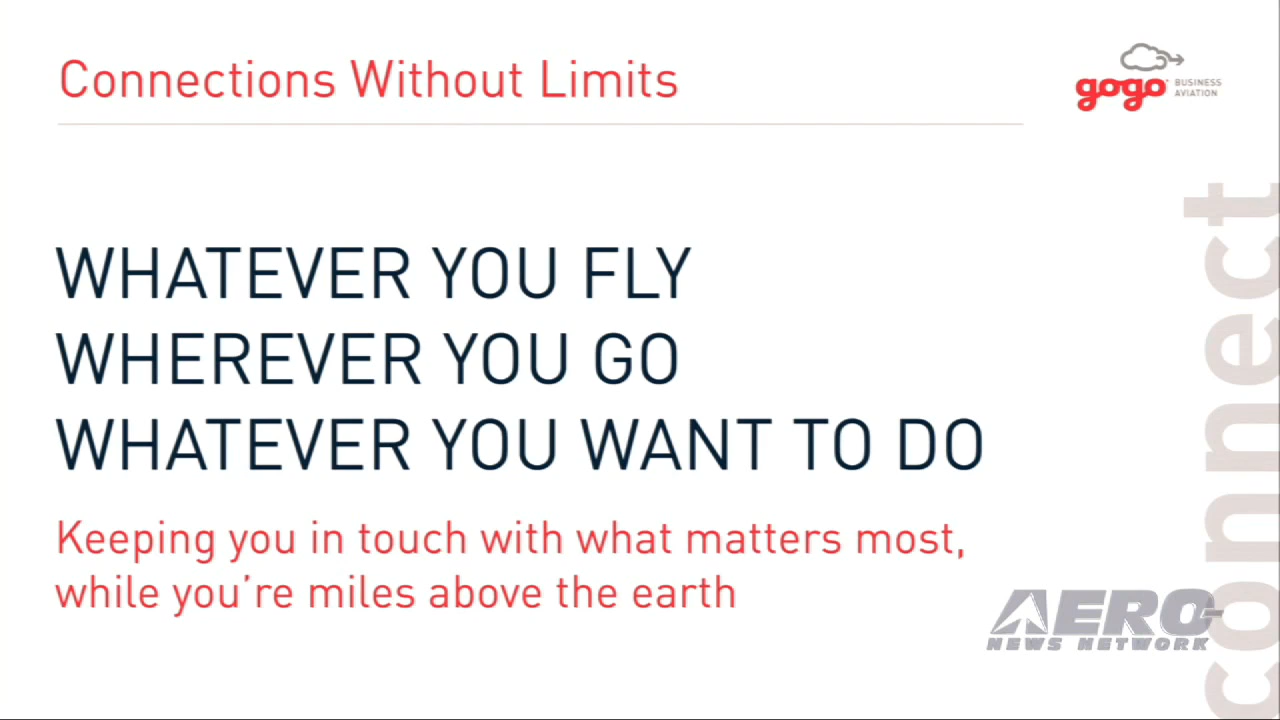 Connections Without Limits
gogo BUSINESS
AVIATION
WHATEVER YOU FLY
WHEREVER YOU GO
WHATEVER YOU WANT TO DO
Keeping you in touch with what matters most,
while you're miles above the earth
connect
AERO
NEWS NETWORK